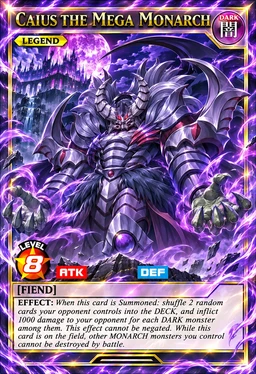 CAIUS THE MEGA MONARCH
DARK
闇
LEGEND
LEVEL
8
ATK
DEF
[FIEND]
EFFECT: When this card is Summoned: shuffle 2 random
cards your opponent controls into the DECK, and inflict
1000 damage to your opponent for each DARK monster
among them. This effect cannot be negated. While this
card is on the field, other MONARCH monsters you control
cannot be destroyed by battle.